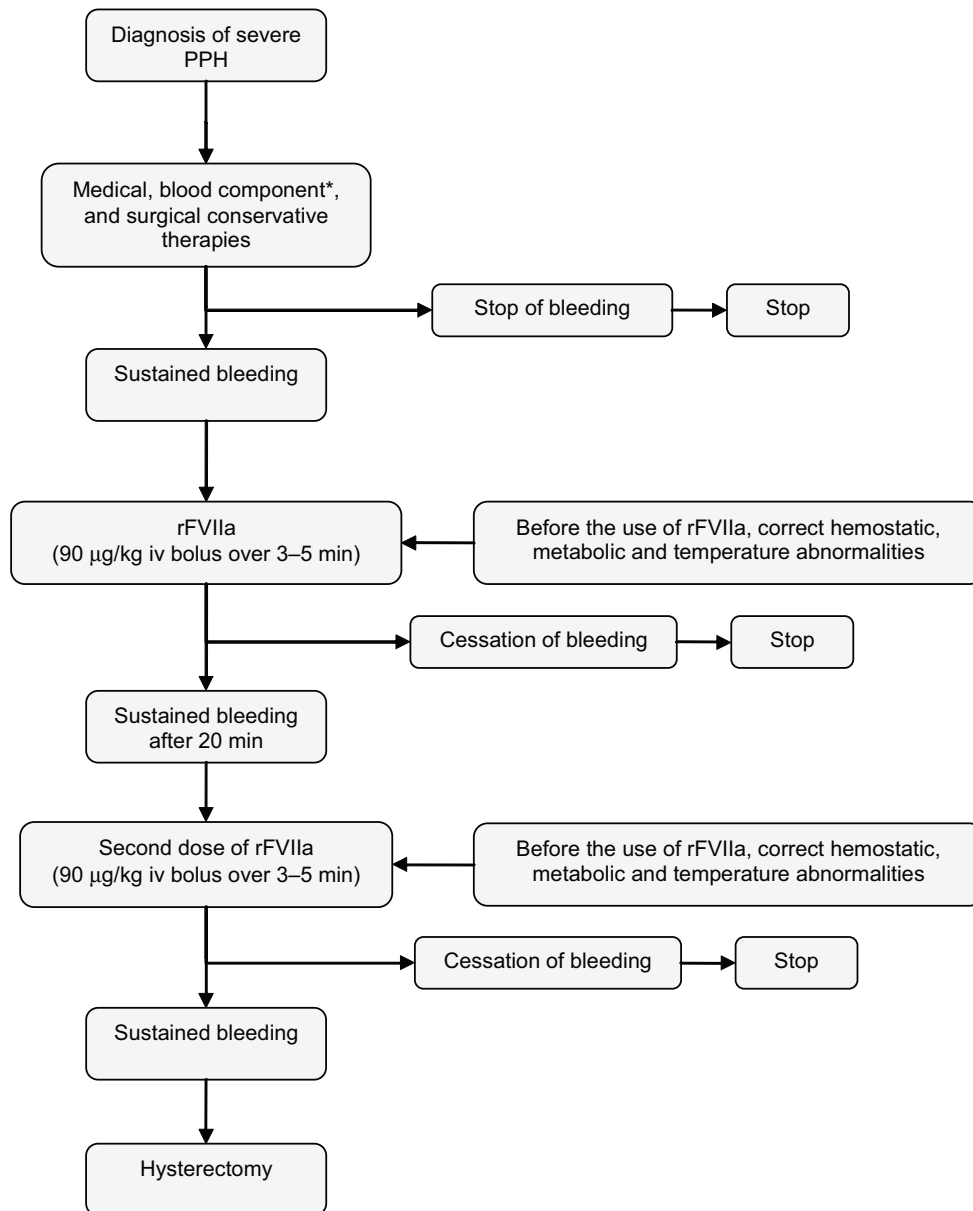 Diagnosis of severe
PPH
Medical, blood component*,
and surgical conservative
therapies
Stop of bleeding
Stop
Sustained bleeding
rFVIIa
(90 μg/kg iv bolus over 3–5 min)
Before the use of rFVIIa, correct hemostatic,
metabolic and temperature abnormalities
Cessation of bleeding
Stop
Sustained bleeding
after 20 min
Second dose of rFVIIa
(90 μg/kg iv bolus over 3–5 min)
Before the use of rFVIIa, correct hemostatic,
metabolic and temperature abnormalities
Cessation of bleeding
Stop
Sustained bleeding
Hysterectomy